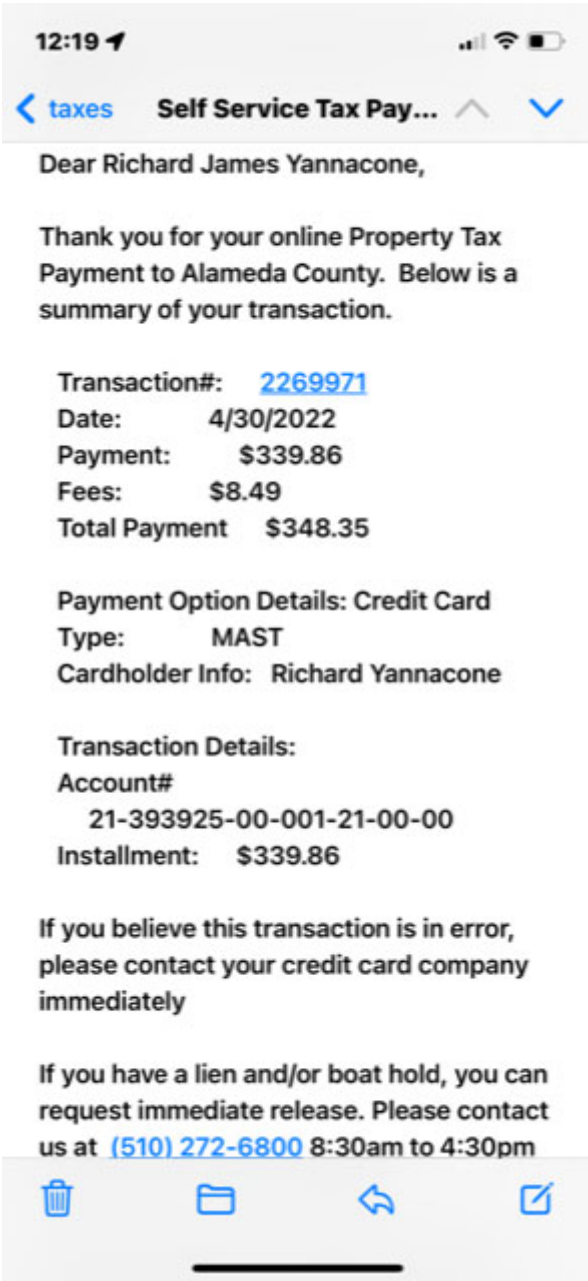 12:19
taxes Self Service Tax Pay...
Dear Richard James Yannacone,
Thank you for your online Property Tax
Payment to Alameda County. Below is a
summary of your transaction.
Transaction#: 2269971
Date: 4/30/2022
Payment: $339.86
Fees: $8.49
Total Payment $348.35
Payment Option Details: Credit Card
Type: MAST
Cardholder Info: Richard Yannacone
Transaction Details:
Account#
21-393925-00-001-21-00-00
Installment: $339.86
If you believe this transaction is in error,
please contact your credit card company
immediately
If you have a lien and/or boat hold, you can
request immediate release. Please contact
us at (510) 272-6800 8:30am to 4:30pm